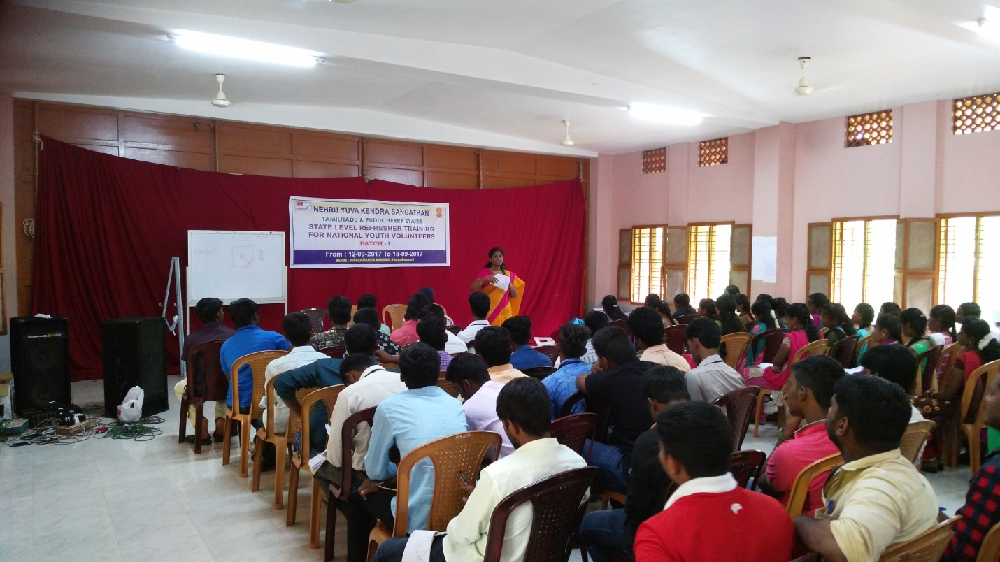 NEHRU YUVA KENDRA SANGATHAN
TAMILNADU & PUDUCHERRY STATES
STATE LEVEL REFRESHER TRAINING
FOR NATIONAL YOUTH VOLUNTEERS
BATCH - I
From : 12-09-2017 To 18-09-2017
VENUE : VIVEKANANDA KENDRA, Kanyakumari